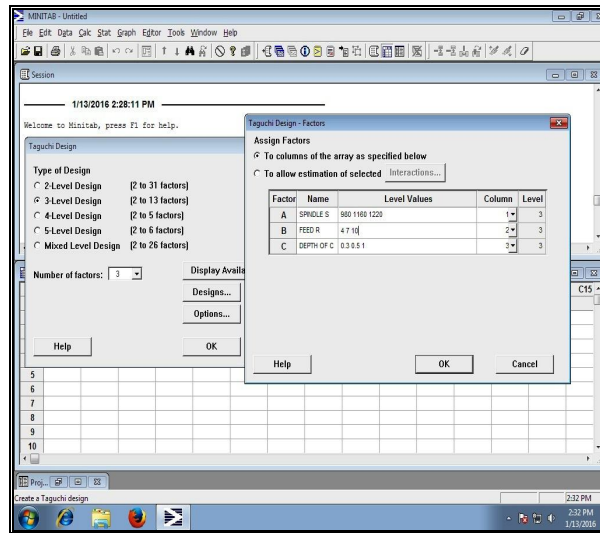 MINITAB - Untitled
File Edit Data Calc Stat Graph Editor Tools Window Help
Session
1/13/2016 2:28:11 PM
Welcome to Minitab, press F1 for help.
Taguchi Design
Type of Design
2-Level Design (2 to 31 factors)
3-Level Design (2 to 13 factors)
4-Level Design (2 to 5 factors)
5-Level Design (2 to 6 factors)
Mixed Level Design (2 to 26 factors)
Number of factors: 3
Display Availa
Designs...
Options...
Help OK
Taguchi Design - Factors
Assign Factors
To columns of the array as specified below
To allow estimation of selected Interactions...
Factor Name Level Values Column Level
A SPINDLE S 980 1160 1220 1 3
B FEED R 4 7 10 2 3
C DEPTH OF C 0.3 0.5 1 3 3
Help OK Cancel
C15
5
6
7
8
9
10
Proj...
Create a Taguchi design 2:32 PM
2:32 PM
1/13/2016